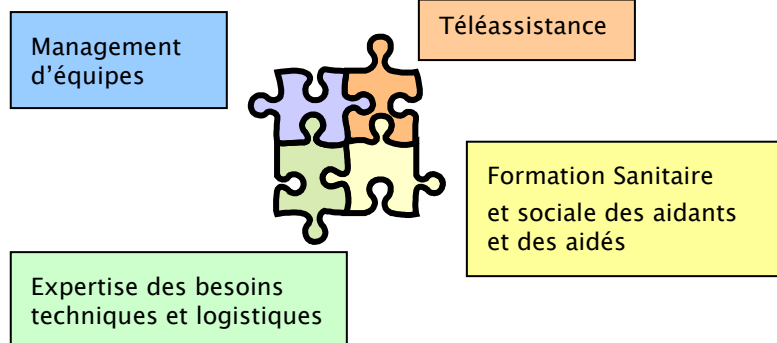 Téléassistance
Management
d’équipes
Formation Sanitaire
et sociale des aidants
et des aidés
Expertise des besoins
techniques et logistiques